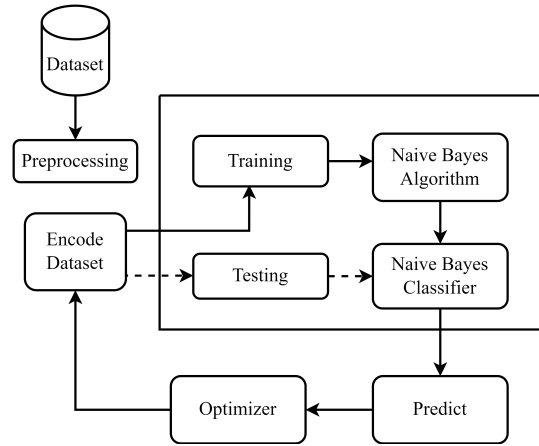 Dataset
Preprocessing
Training
Naive Bayes
Algorithm
Encode
Dataset
Testing
Naive Bayes
Classifier
Optimizer
Predict